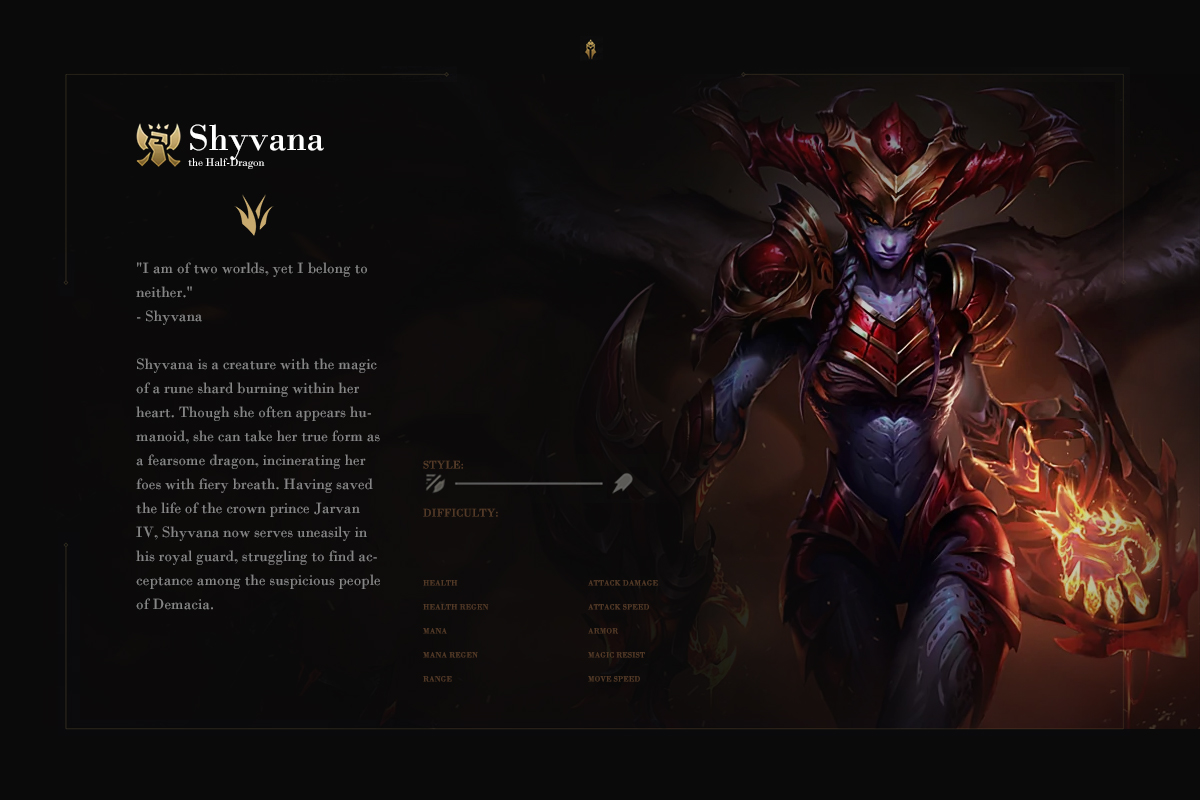 Shyvana
the Half-Dragon
"I am of two worlds, yet I belong to
neither."
- Shyvana
Shyvana is a creature with the magic
of a rune shard burning within her
heart. Though she often appears hu-
manoid, she can take her true form as
a fearsome dragon, incinerating her
foes with fiery breath. Having saved
the life of the crown prince Jarvan
IV, Shyvana now serves uneasily in
his royal guard, struggling to find ac-
ceptance among the suspicious people
of Demacia.
STYLE:
DIFFICULTY:
HEALTH
HEALTH REGEN
MANA
MANA REGEN
RANGE
ATTACK DAMAGE
ATTACK SPEED
ARMOR
MAGIC RESIST
MOVE SPEED